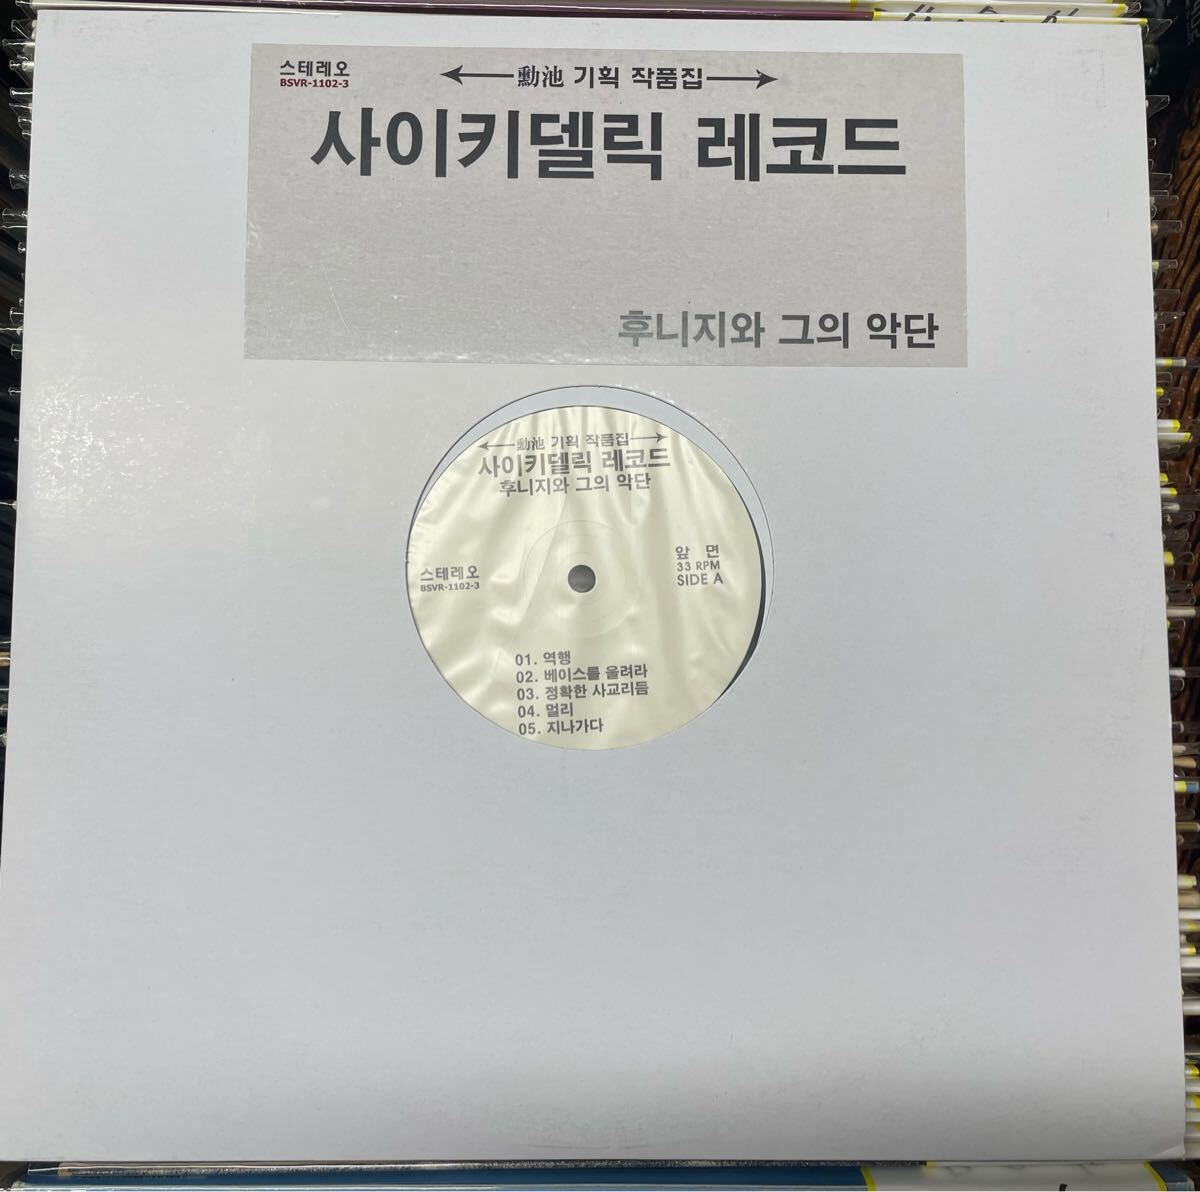 스테레오
BSVR-1102-3
勳池 기획 작품집
사이키델릭 레코드
후니지와 그의 악단
勳池 기획 작품집
사이키델릭 레코드
후니지와 그의 악단
스테레오
BSVR-1102-3
앞 면
33 RPM
SIDE A
01. 역행
02. 베이스를 울려라
03. 정확한 사교리듬
04. 멀리
05. 지나가다